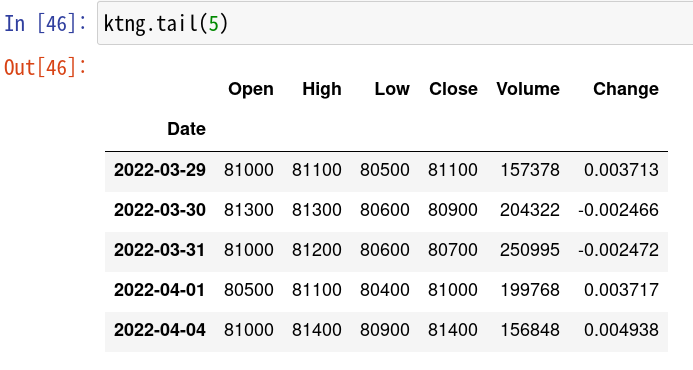 In [46]: ktng.tail(5)
Out[46]:
Open High Low Close Volume Change
Date
2022-03-29 81000 81100 80500 81100 157378 0.003713
2022-03-30 81300 81300 80600 80900 204322 -0.002466
2022-03-31 81000 81200 80600 80700 250995 -0.002472
2022-04-01 80500 81100 80400 81000 199768 0.003717
2022-04-04 81000 81400 80900 81400 156848 0.004938